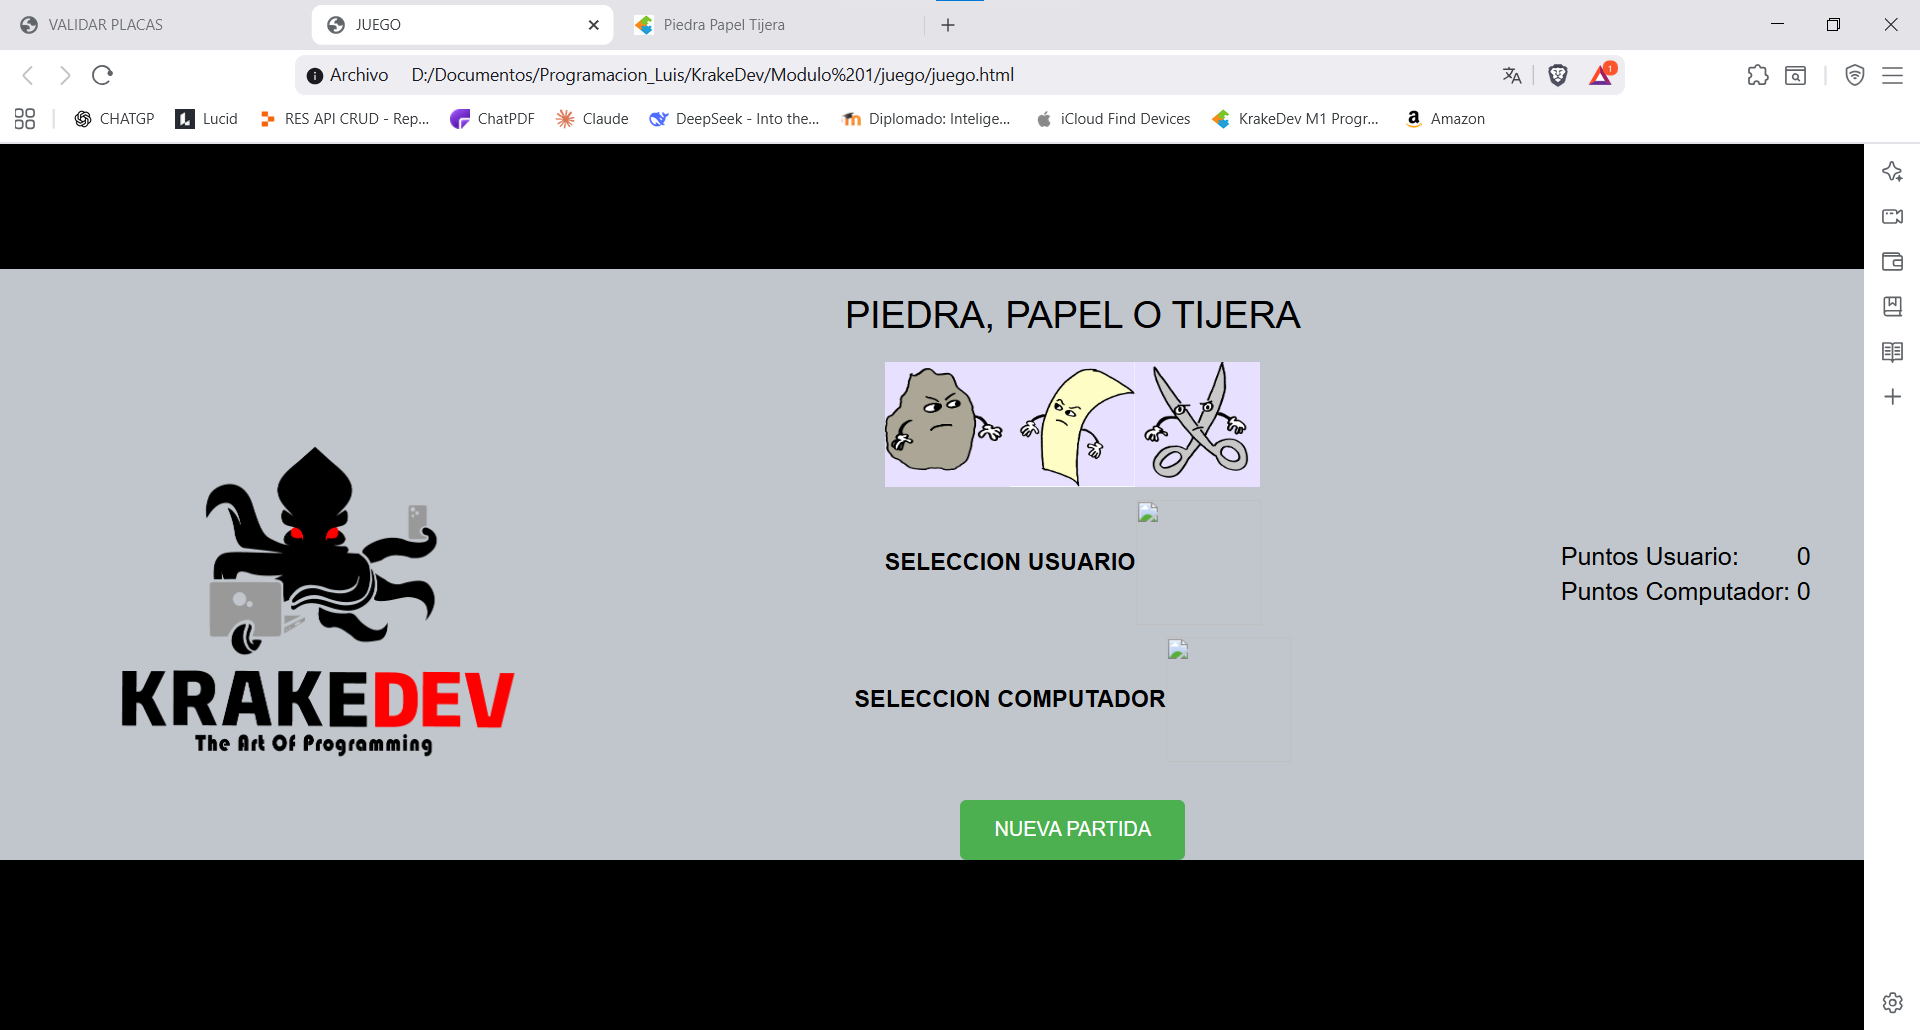 VALIDAR PLACAS
JUEGO
Piedra Papel Tijera
Archivo D:/Documentos/Programacion_Luis/KrakeDev/Modulo%201/juego/juego.html
1
CHATGP
Lucid
RES API CRUD - Rep...
ChatPDF
Claude
DeepSeek - Into the...
Diplomado: Intelige...
iCloud Find Devices
KrakeDev M1 Progr...
Amazon
PIEDRA, PAPEL O TIJERA
SELECCION USUARIO
Puntos Usuario: 0
Puntos Computador: 0
SELECCION COMPUTADOR
KRAKEDEV
The Art Of Programming
NUEVA PARTIDA